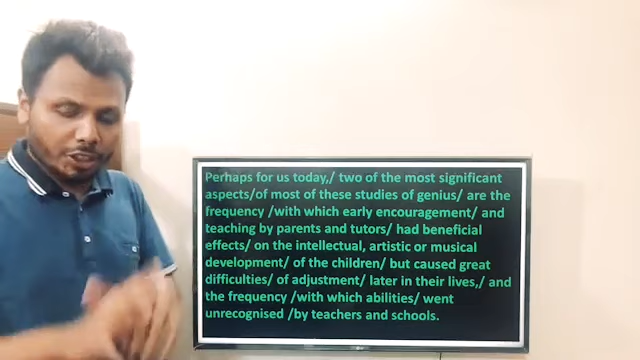 Perhaps for us today,/ two of the most significant
aspects/of most of these studies of genius/ are the
frequency /with which early encouragement/ and
teaching by parents and tutors/ had beneficial
effects/ on the intellectual, artistic or musical
development/ of the children/ but caused great
difficulties/ of adjustment/ later in their lives,/ and
the frequency /with which abilities/ went
unrecognised /by teachers and schools.